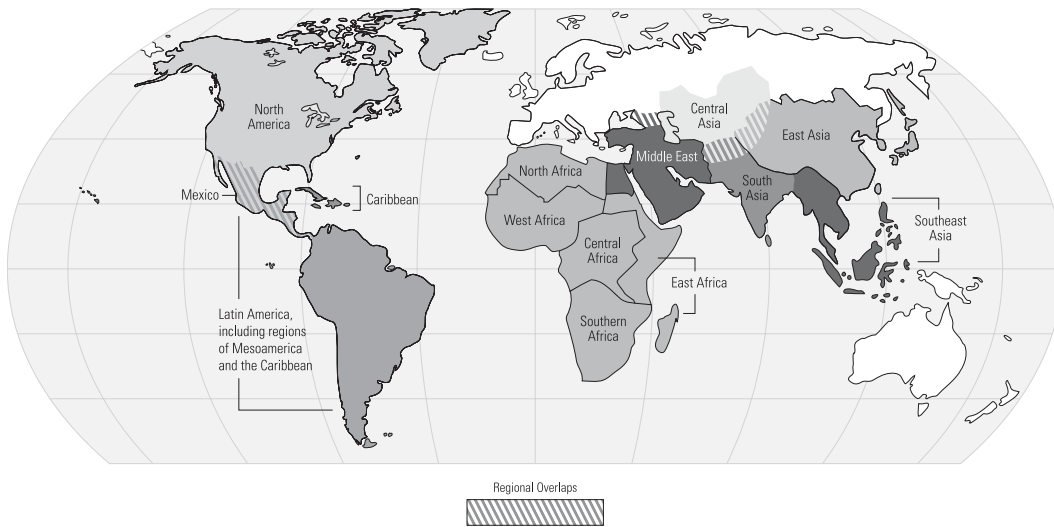 North
America
Central
Asia
East Asia
Middle East
North Africa
South
Asia
Mexico
Caribbean
West Africa
Southeast
Asia
Central
Africa
East Africa
Latin America,
including regions
of Mesoamerica
and the Caribbean
Southern
Africa
Regional Overlaps